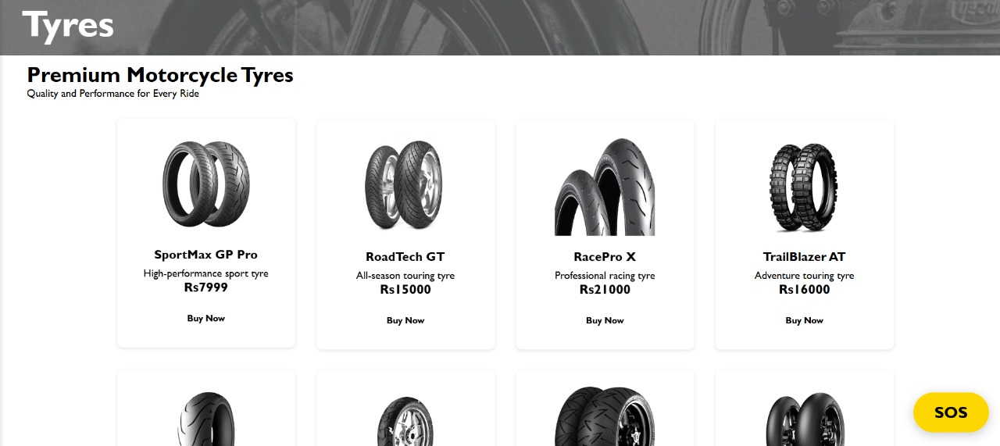 Tyres
Premium Motorcycle Tyres
Quality and Performance for Every Ride
SportMax GP Pro
High-performance sport tyre
Rs7999
Buy Now
RoadTech GT
All-season touring tyre
Rs15000
Buy Now
RacePro X
Professional racing tyre
Rs21000
Buy Now
TrailBlazer AT
Adventure touring tyre
Rs16000
Buy Now
SOS